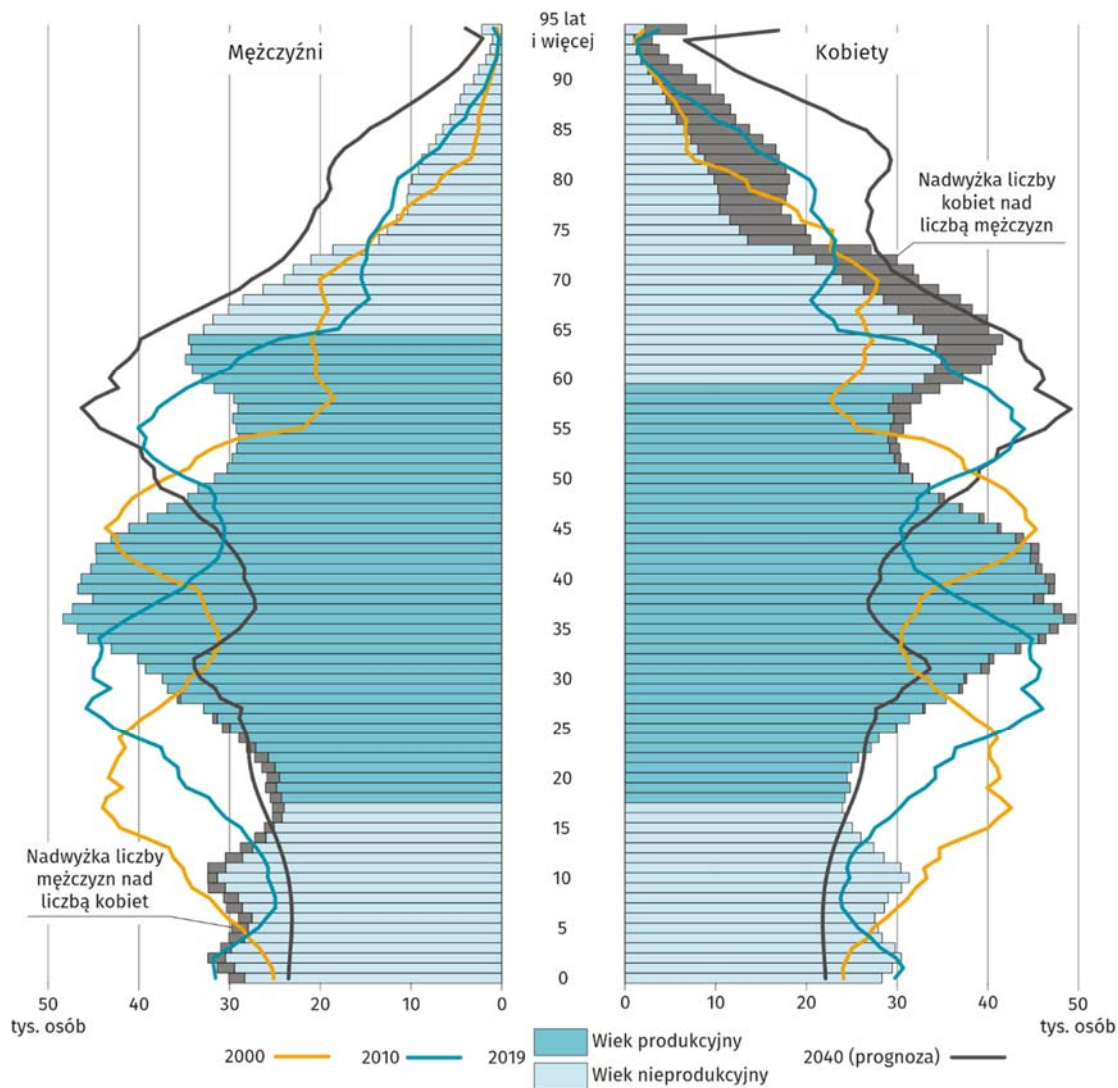 95 lat
i więcej
Mężczyźni
Kobiety
90
85
80
Nadwyżka liczby
kobiet nad
liczbą mężczyzn
75
70
65
60
55
50
45
40
35
30
25
20
15
Nadwyżka liczby
mężczyzn nad
liczbą kobiet
10
5
0
50 40 30 20 10 0
0 10 20 30 40 50
tys. osób
tys. osób
2000 2010 2019 Wiek produkcyjny 2040 (prognoza)
Wiek nieprodukcyjny